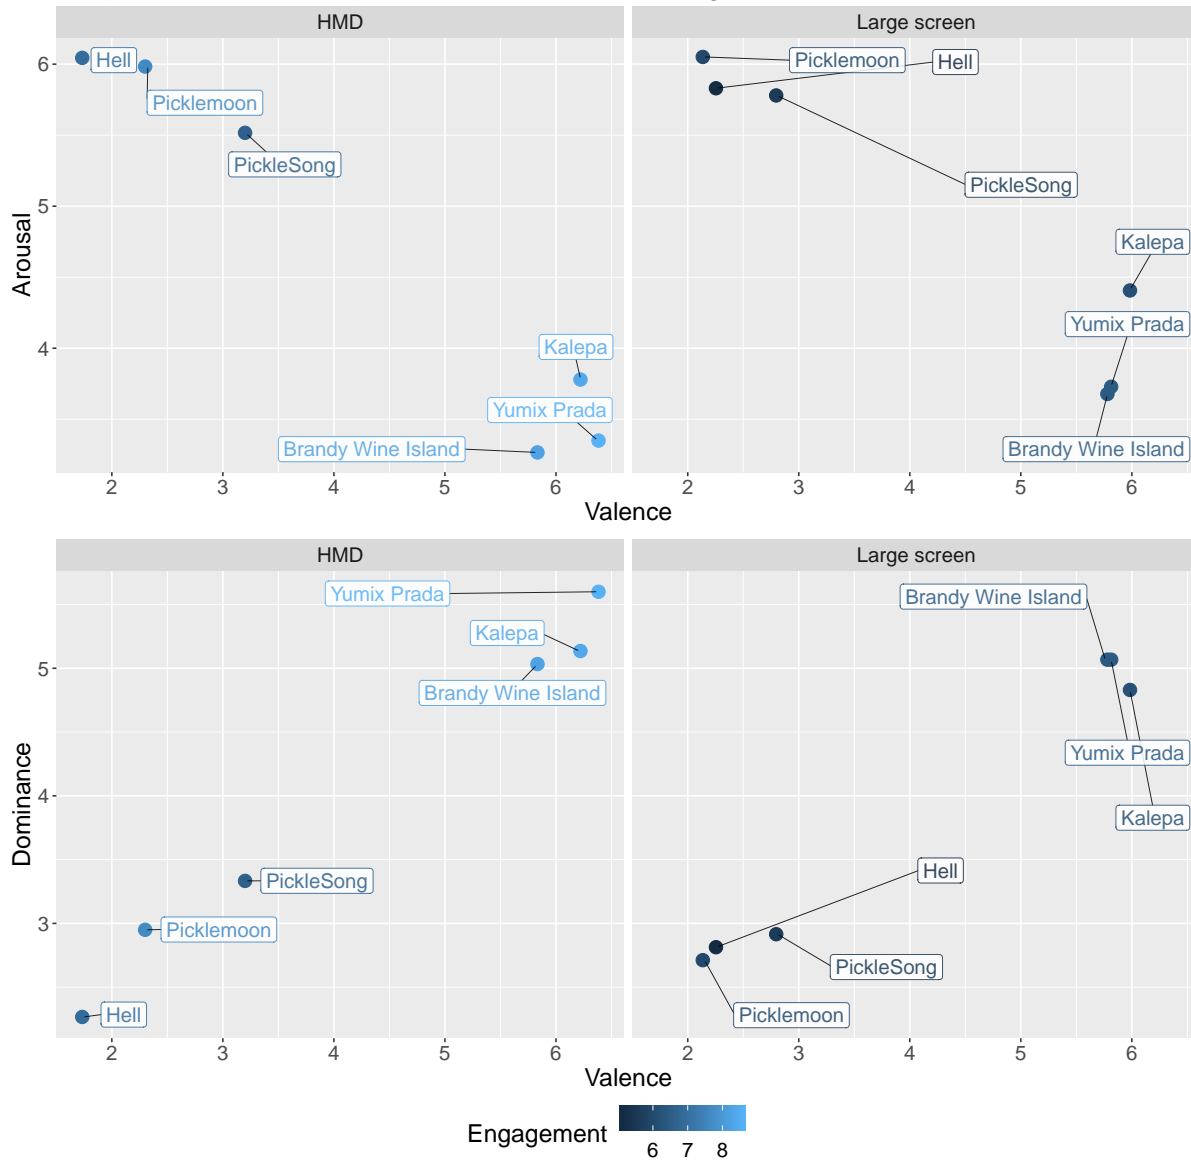 HMD
Large screen
Hell
Picklemoon
PickleSong
Kalepa
Yumix Prada
Brandy Wine Island
Picklemoon
Hell
PickleSong
Kalepa
Yumix Prada
Brandy Wine Island
6
5
4
Arousal
2 3 4 5 6
2 3 4 5 6
Valence
HMD
Large screen
Yumix Prada
Kalepa
Brandy Wine Island
PickleSong
Picklemoon
Hell
Brandy Wine Island
Yumix Prada
Kalepa
Hell
PickleSong
Picklemoon
5
4
3
Dominance
2 3 4 5 6
2 3 4 5 6
Valence
Engagement
6 7 8